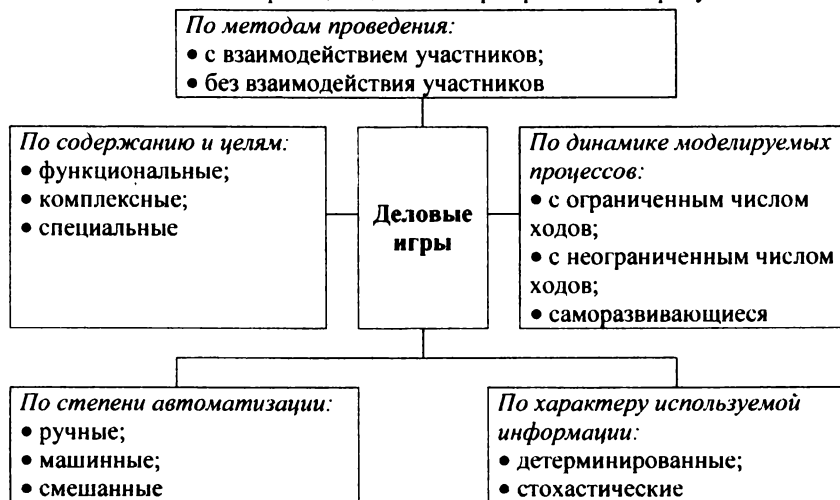 По методам проведения:
• с взаимодействием участников;
• без взаимодействия участников
По содержанию и целям:
• функциональные;
• комплексные;
• специальные
Деловые
игры
По динамике моделируемых
процессов:
• с ограниченным числом
ходов;
• с неограниченным числом
ходов;
• саморазвивающиеся
По степени автоматизации:
• ручные;
• машинные;
• смешанные
По характеру используемой
информации:
• детерминированные;
• стохастические